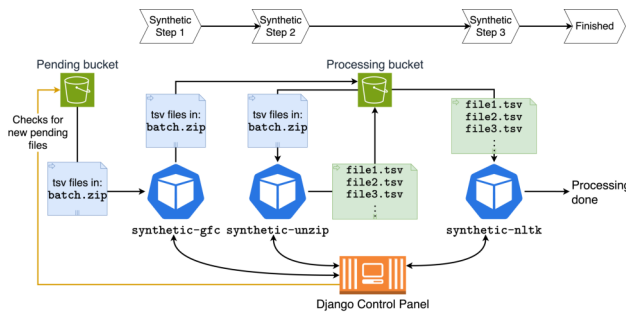 Synthetic
Step 1
Synthetic
Step 2
Synthetic
Step 3
Finished
Pending bucket
Processing bucket
Checks for
new pending
files
tsv files in:
batch.zip
tsv files in:
batch.zip
tsv files in:
batch.zip
file1.tsv
file2.tsv
file3.tsv
⋮
file1.tsv
file2.tsv
file3.tsv
⋮
Processing
done
synthetic-gfc
synthetic-unzip
synthetic-nltk
Django Control Panel